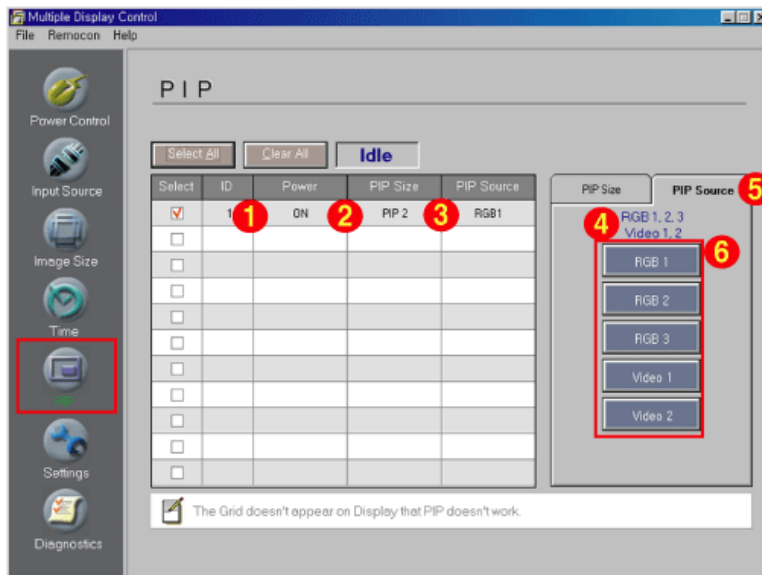 Multiple Display Control
File Remocon Help
Power Control
Input Source
Image Size
Time
PIP
Settings
Diagnostics
PIP
Select All Clear All Idle
Select ID Power PIP Size PIP Source
1 1 ON 2 PIP 2 3 RGB1
PIP Size PIP Source 5
4 RGB 1, 2, 3
Video 1, 2
6
RGB 1
RGB 2
RGB 3
Video 1
Video 2
The Grid doesn't appear on Display that PIP doesn't work.